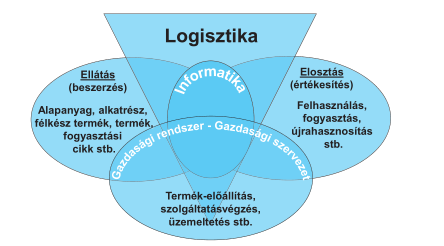 Logisztika
Informatika
Ellátás
(beszerzés)
Alapanyag, alkatrész,
félkész termék, termék,
fogyasztási
cikk stb.
Elosztás
(értékesítés)
Felhasználás,
fogyasztás,
újrahasznosítás
stb.
Gazdasági rendszer - Gazdasági szervezet
Termék-előállítás,
szolgáltatásvégzés,
üzemeltetés stb.